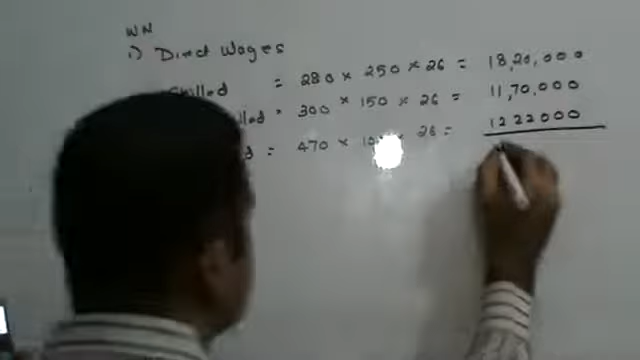 WN
i) Direct Wages
Skilled = 280 × 250 × 26 = 18,20,000
300 × 150 × 26 = 11,70,000
= 470 × × 26 = 1222000